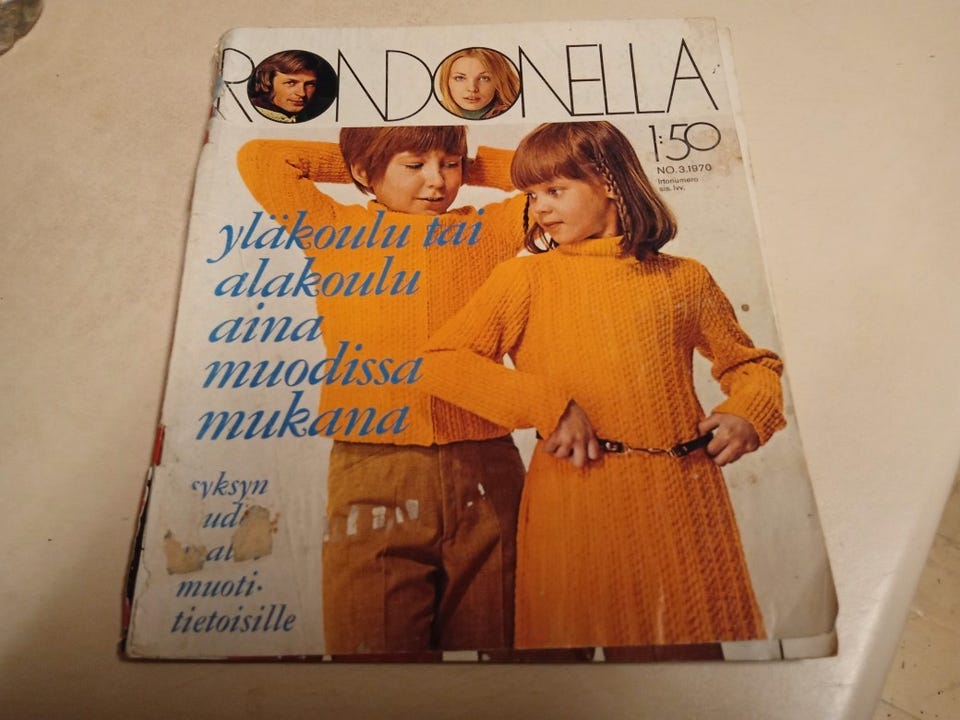 RONDONELLA
1:50
NO.3.1970
Irtonumero
sis. lvv.
yläkoulu tai
alakoulu
aina
muodissa
mukana
syksyn
muoti-
tietoisille